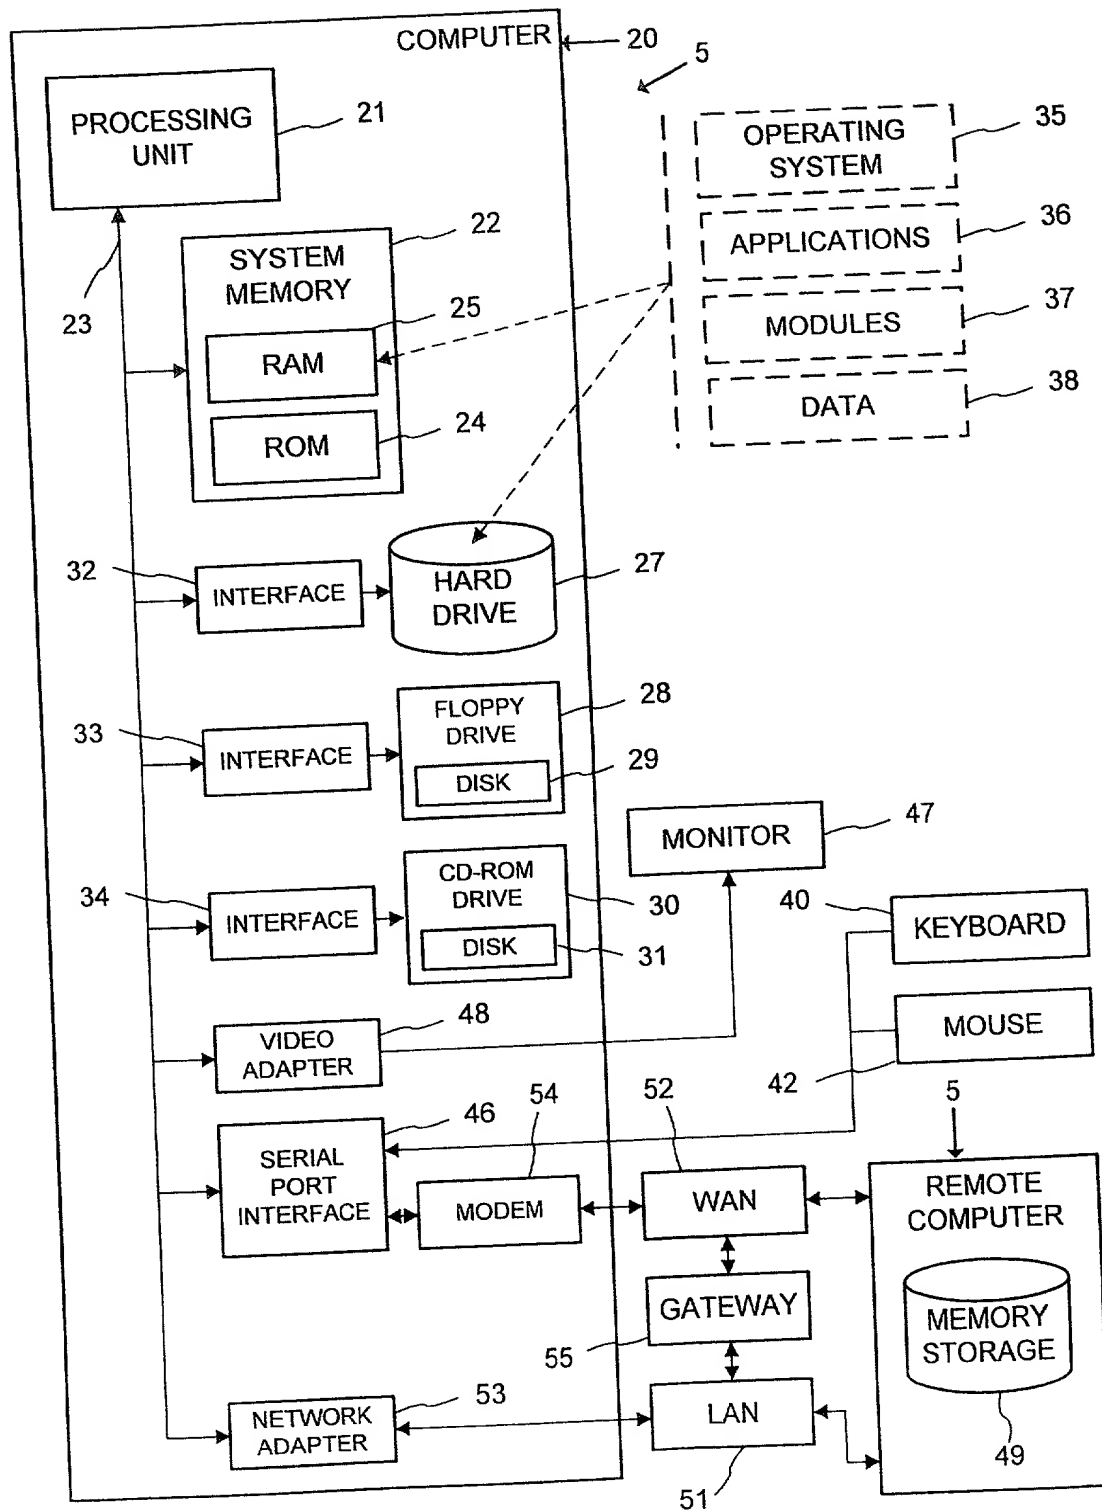 COMPUTER
20
5
PROCESSING
UNIT
21
OPERATING
SYSTEM
35
APPLICATIONS
36
MODULES
37
DATA
38
23
SYSTEM
MEMORY
22
RAM
25
ROM
24
32
INTERFACE
HARD
DRIVE
27
33
INTERFACE
FLOPPY
DRIVE
28
DISK
29
34
INTERFACE
CD-ROM
DRIVE
30
DISK
31
MONITOR
47
40
KEYBOARD
MOUSE
42
VIDEO
ADAPTER
48
SERIAL
PORT
INTERFACE
46
MODEM
54
WAN
52
GATEWAY
55
LAN
51
NETWORK
ADAPTER
53
5
REMOTE
COMPUTER
MEMORY
STORAGE
49